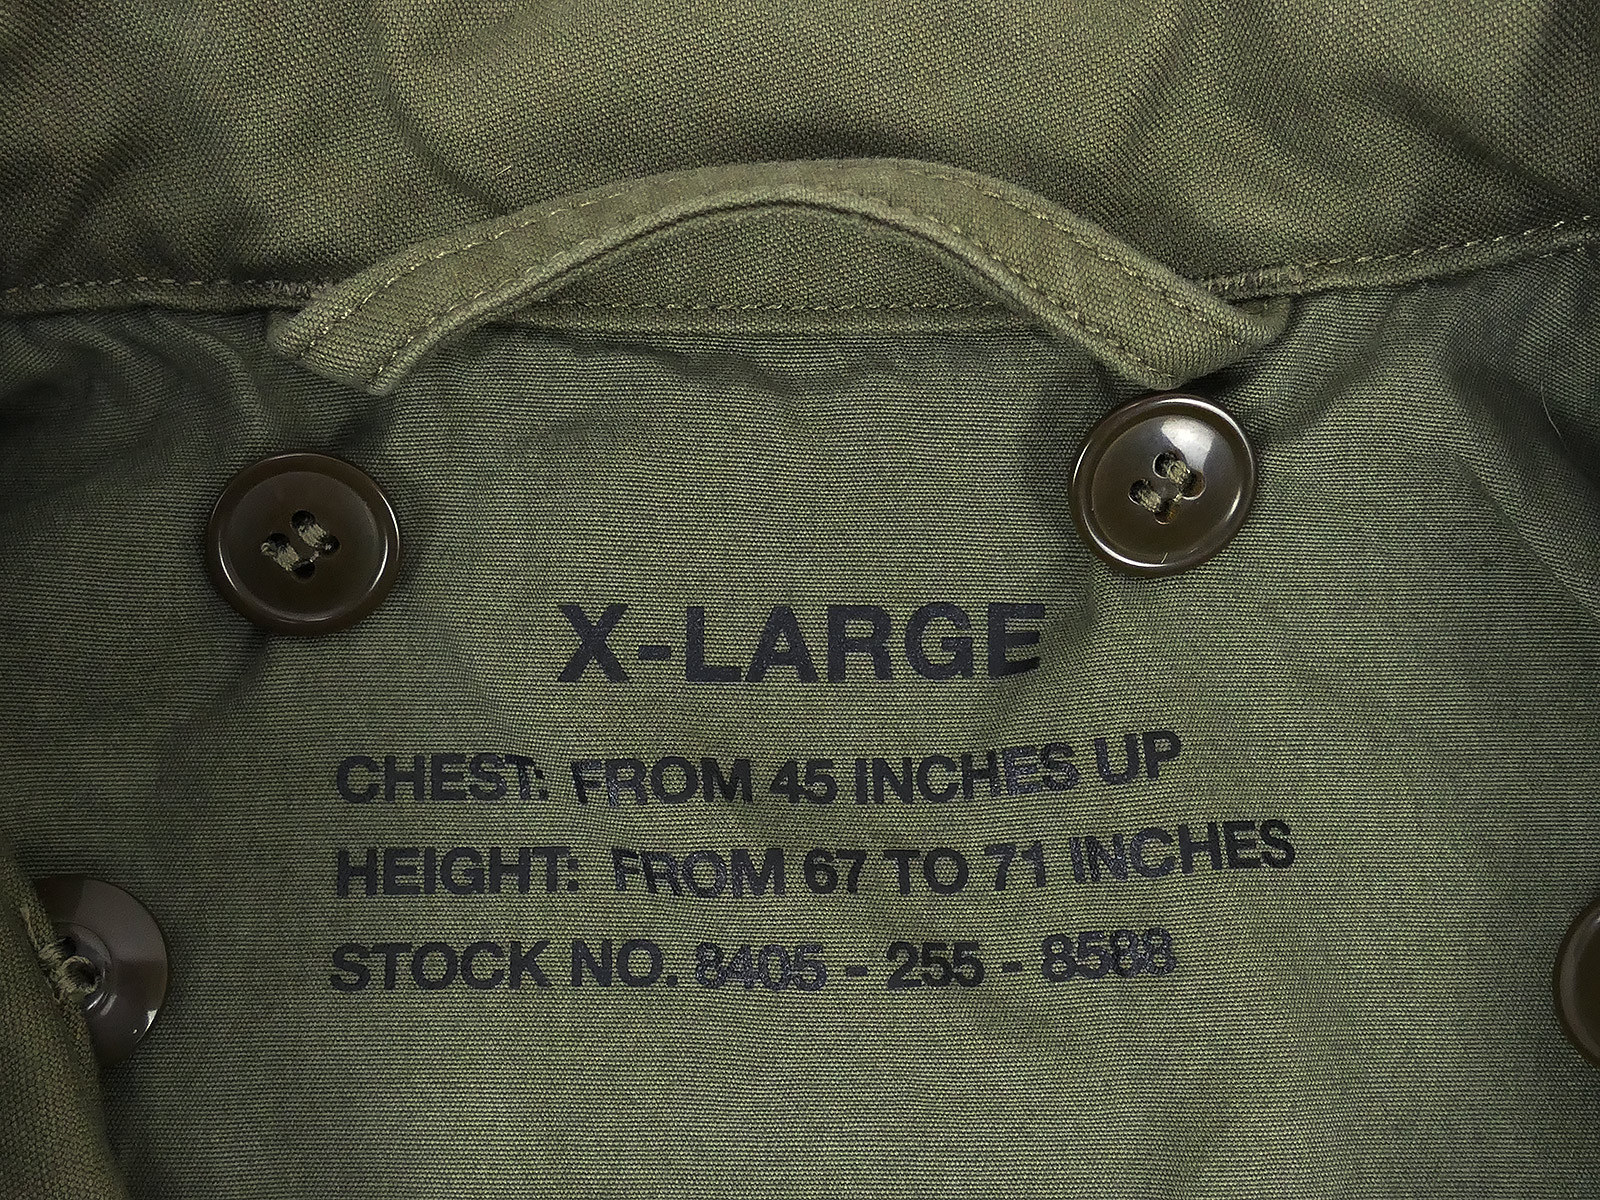 X-LARGE
CHEST: FROM 45 INCHES UP
HEIGHT: FROM 67 TO 71 INCHES
STOCK NO. 8405 - 255 - 8588